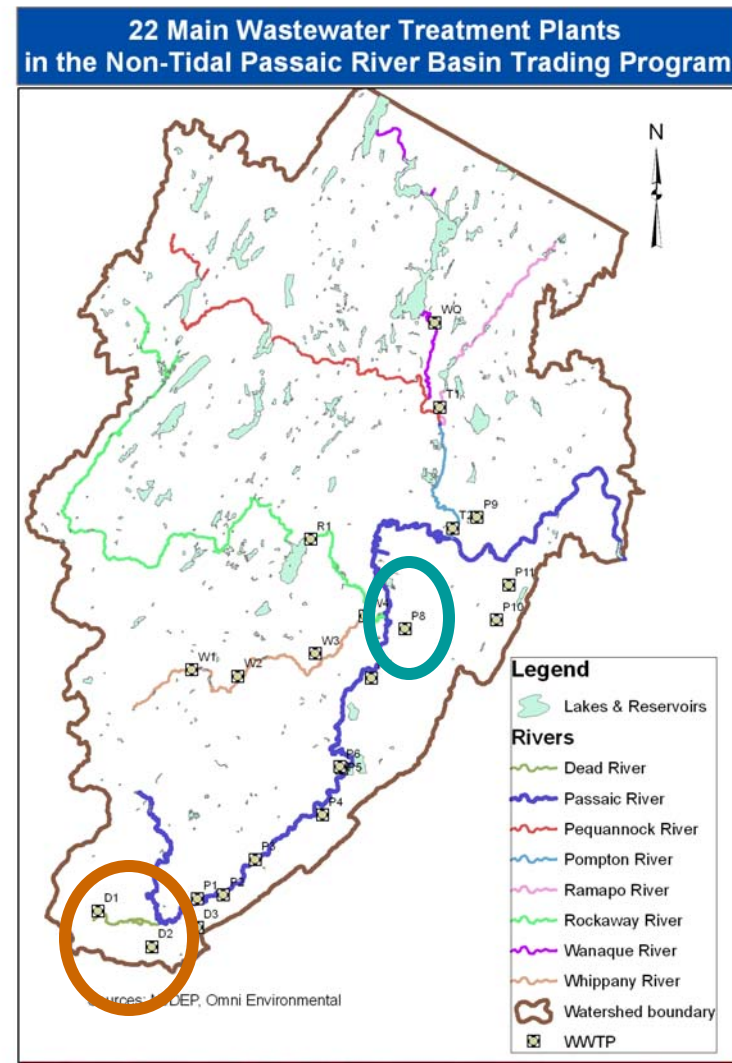 22 Main Wastewater Treatment Plants
in the Non-Tidal Passaic River Basin Trading Program
N
WQ
T1
P9
R1
P11
P10
P8
W3
W1
W2
P6
P5
P4
P3
P1
P2
D1
D3
D2
Legend
Lakes & Reservoirs
Rivers
Dead River
Passaic River
Pequannock River
Pompton River
Ramapo River
Rockaway River
Wanaque River
Whippany River
Watershed boundary
WWTP
Omni Environmental